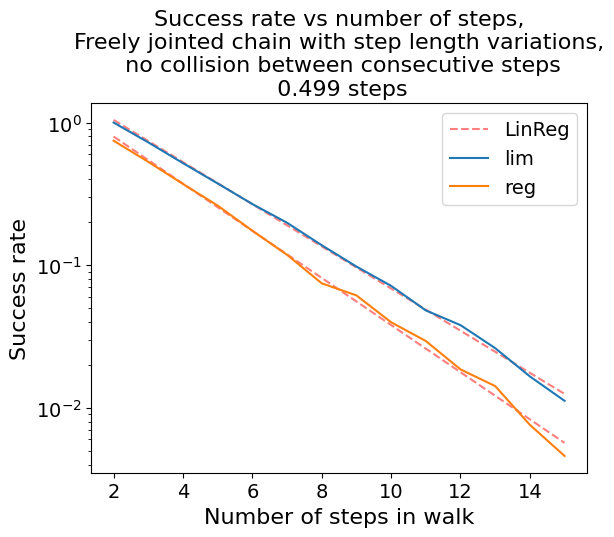 Success rate vs number of steps,
Freely jointed chain with step length variations,
no collision between consecutive steps
0.499 steps
Success rate
10⁰
10⁻¹
10⁻²
LinReg
lim
reg
2 4 6 8 10 12 14
Number of steps in walk